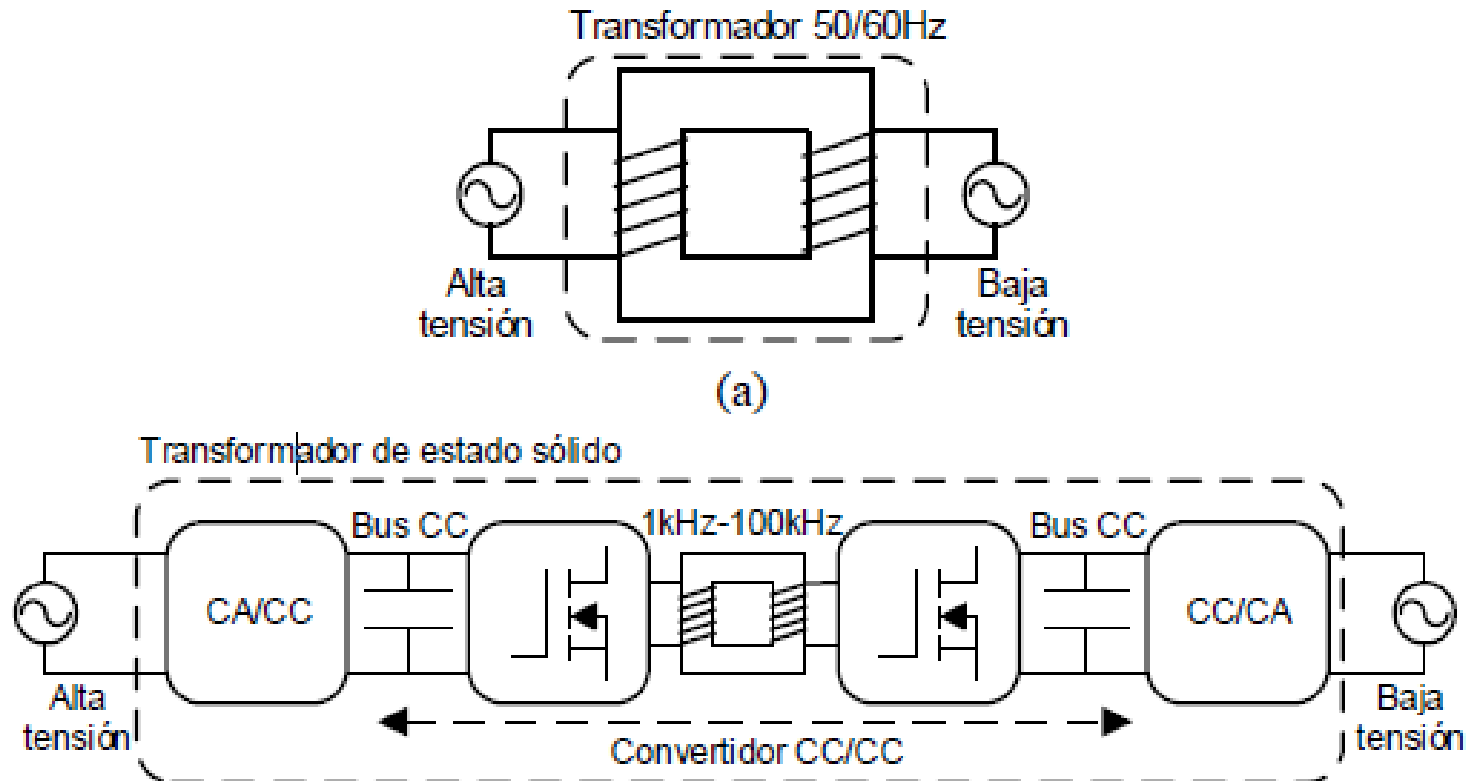 Transformador 50/60Hz
Alta
tensión
Baja
tensión
(a)
Transformador de estado sólido
Bus CC
1kHz-100kHz
Bus CC
CA/CC
CC/CA
Alta
tensión
Baja
tensión
Convertidor CC/CC